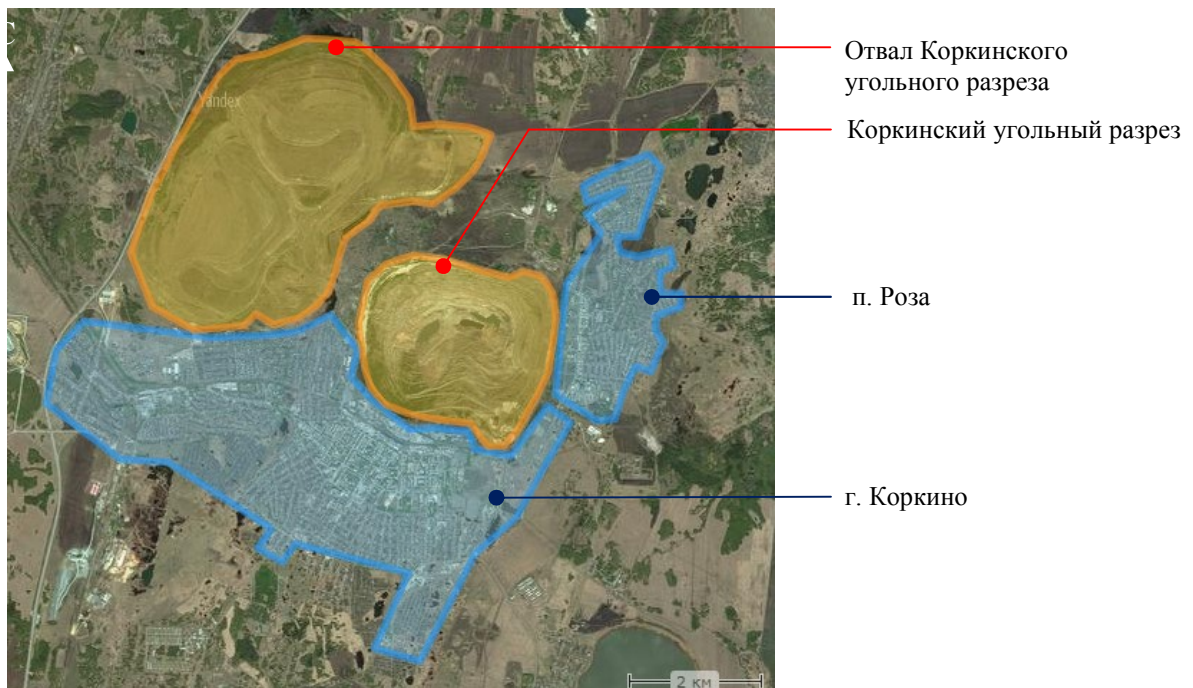 Отвал Коркинского
угольного разреза
Yandex
Коркинский угольный разрез
п. Роза
г. Коркино
2 км